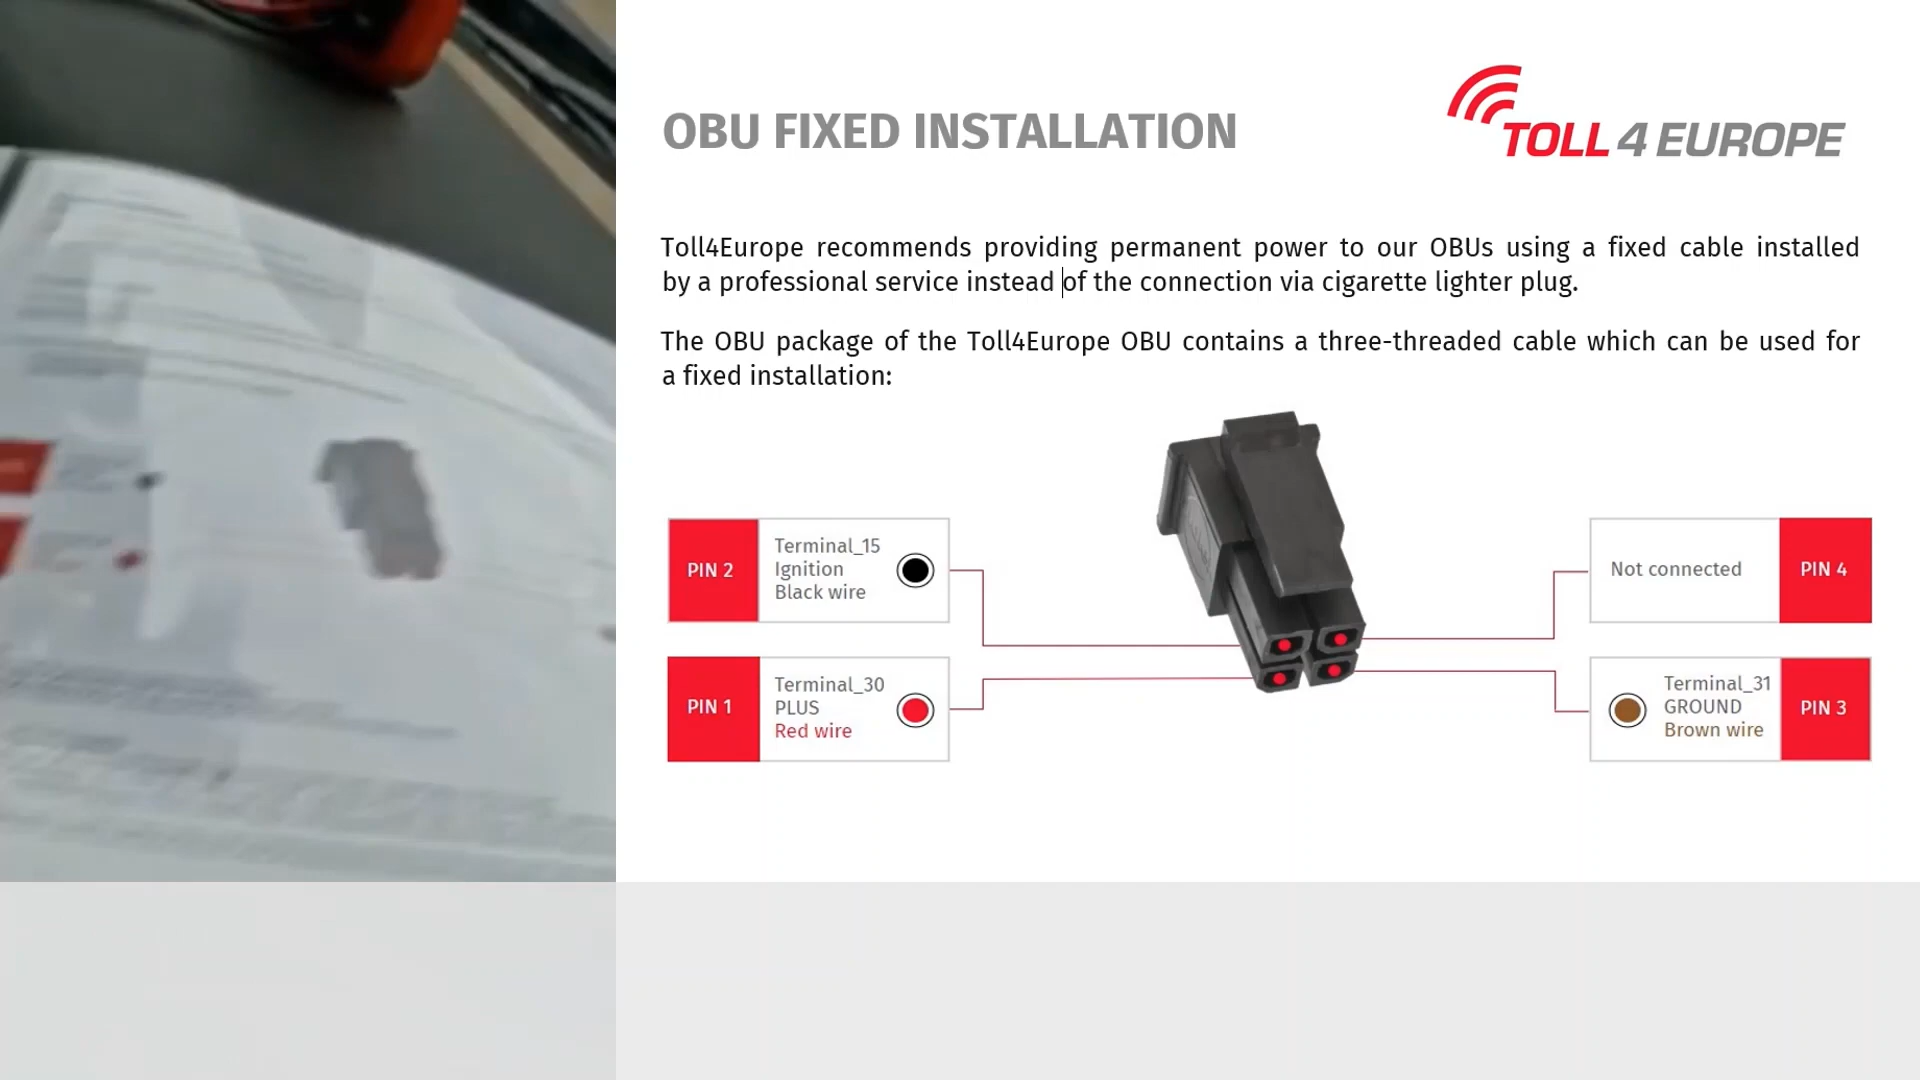 OBU FIXED INSTALLATION
TOLL 4 EUROPE
Toll4Europe recommends providing permanent power to our OBUs using a fixed cable installed
by a professional service instead of the connection via cigarette lighter plug.
The OBU package of the Toll4Europe OBU contains a three-threaded cable which can be used for
a fixed installation:
PIN 2
Terminal_15
Ignition
Black wire
Not connected
PIN 4
PIN 1
Terminal_30
PLUS
Red wire
Terminal_31
GROUND
Brown wire
PIN 3